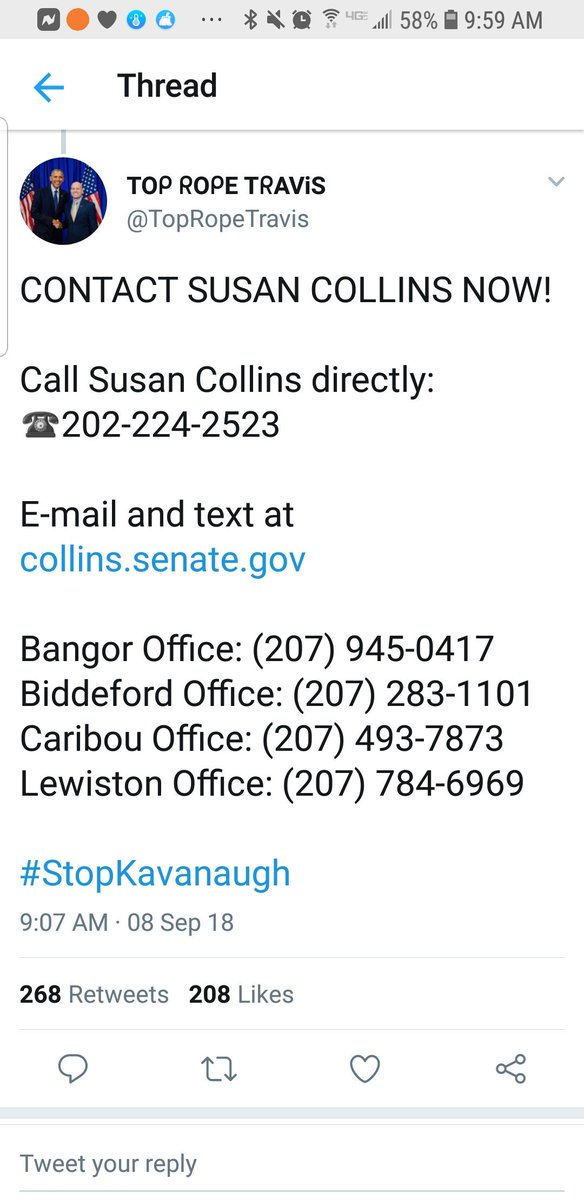 58% 9:59 AM
Thread
TOP ROPE TRAViS
@TopRopeTravis
CONTACT SUSAN COLLINS NOW!
Call Susan Collins directly:
☎202-224-2523
E-mail and text at
collins.senate.gov
Bangor Office: (207) 945-0417
Biddeford Office: (207) 283-1101
Caribou Office: (207) 493-7873
Lewiston Office: (207) 784-6969
#StopKavanaugh
9:07 AM · 08 Sep 18
268 Retweets 208 Likes
Tweet your reply